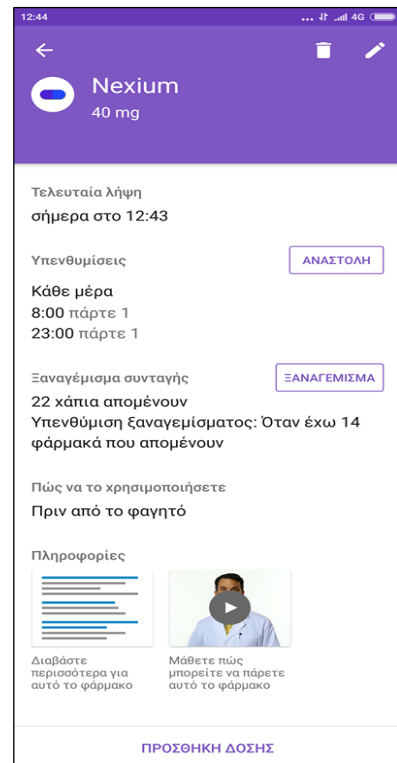 12:44
... 4G
Nexium
40 mg
Τελευταία λήψη
σήμερα στο 12:43
Υπενθυμίσεις
ΑΝΑΣΤΟΛΗ
Κάθε μέρα
8:00 πάρτε 1
23:00 πάρτε 1
Ξαναγέμισμα συνταγής
ΞΑΝΑΓΕΜΙΣΜΑ
22 χάπια απομένουν
Υπενθύμιση ξαναγεμίσματος: Όταν έχω 14
φάρμακά που απομένουν
Πώς να το χρησιμοποιήσετε
Πριν από το φαγητό
Πληροφορίες
Διαβάστε
περισσότερα για
αυτό το φάρμακο
Μάθετε πώς
μπορείτε να πάρετε
αυτό το φάρμακο
ΠΡΟΣΘΗΚΗ ΔΟΣΗΣ